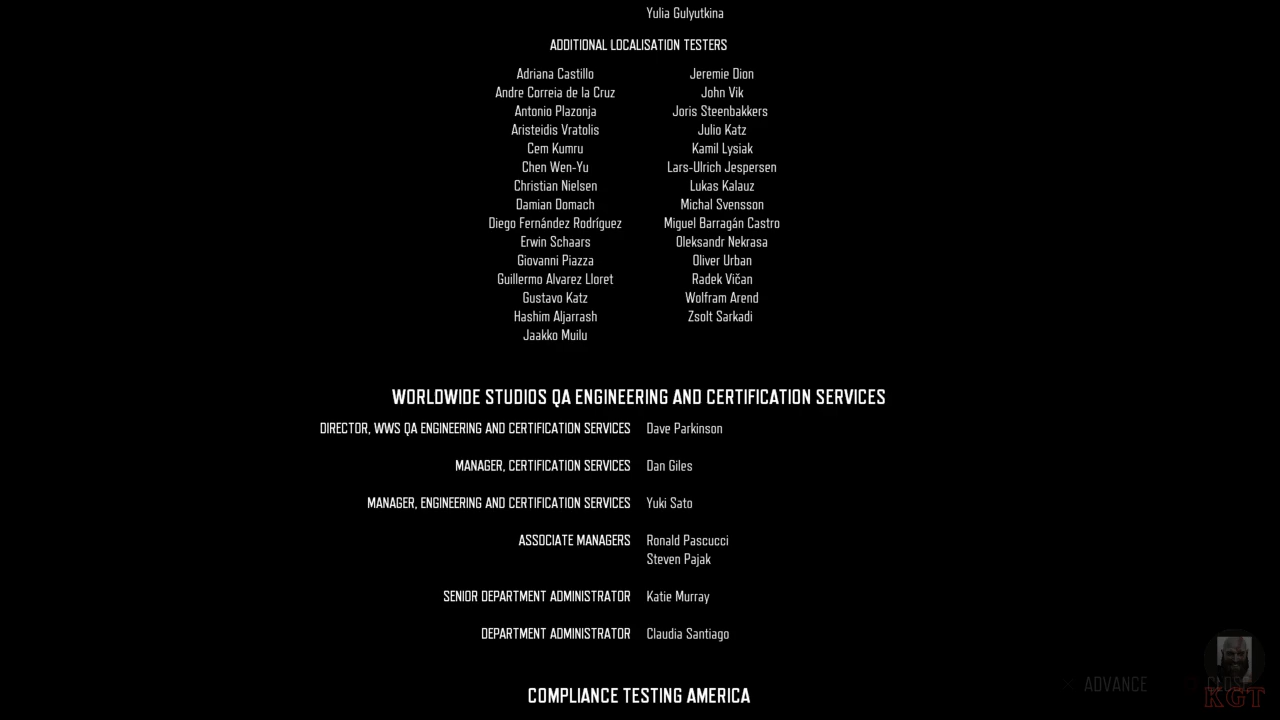 Yulia Gulyutkina
ADDITIONAL LOCALISATION TESTERS
Adriana Castillo
Andre Correia de la Cruz
Antonio Plazonja
Aristeidis Vratolis
Cem Kumru
Chen Wen-Yu
Christian Nielsen
Damian Domach
Diego Fernández Rodríguez
Erwin Schaars
Giovanni Piazza
Guillermo Alvarez Lloret
Gustavo Katz
Hashim Aljarrash
Jaakko Muilu
Jeremie Dion
John Vik
Joris Steenbakkers
Julio Katz
Kamil Lysiak
Lars-Ulrich Jespersen
Lukas Kalauz
Michal Svensson
Miguel Barragán Castro
Oleksandr Nekrasa
Oliver Urban
Radek Vičan
Wolfram Arend
Zsolt Sarkadi
WORLDWIDE STUDIOS QA ENGINEERING AND CERTIFICATION SERVICES
DIRECTOR, WWS QA ENGINEERING AND CERTIFICATION SERVICES Dave Parkinson
MANAGER, CERTIFICATION SERVICES Dan Giles
MANAGER, ENGINEERING AND CERTIFICATION SERVICES Yuki Sato
ASSOCIATE MANAGERS Ronald Pascucci
Steven Pajak
SENIOR DEPARTMENT ADMINISTRATOR Katie Murray
DEPARTMENT ADMINISTRATOR Claudia Santiago
COMPLIANCE TESTING AMERICA
ADVANCE CLOSE
KGT